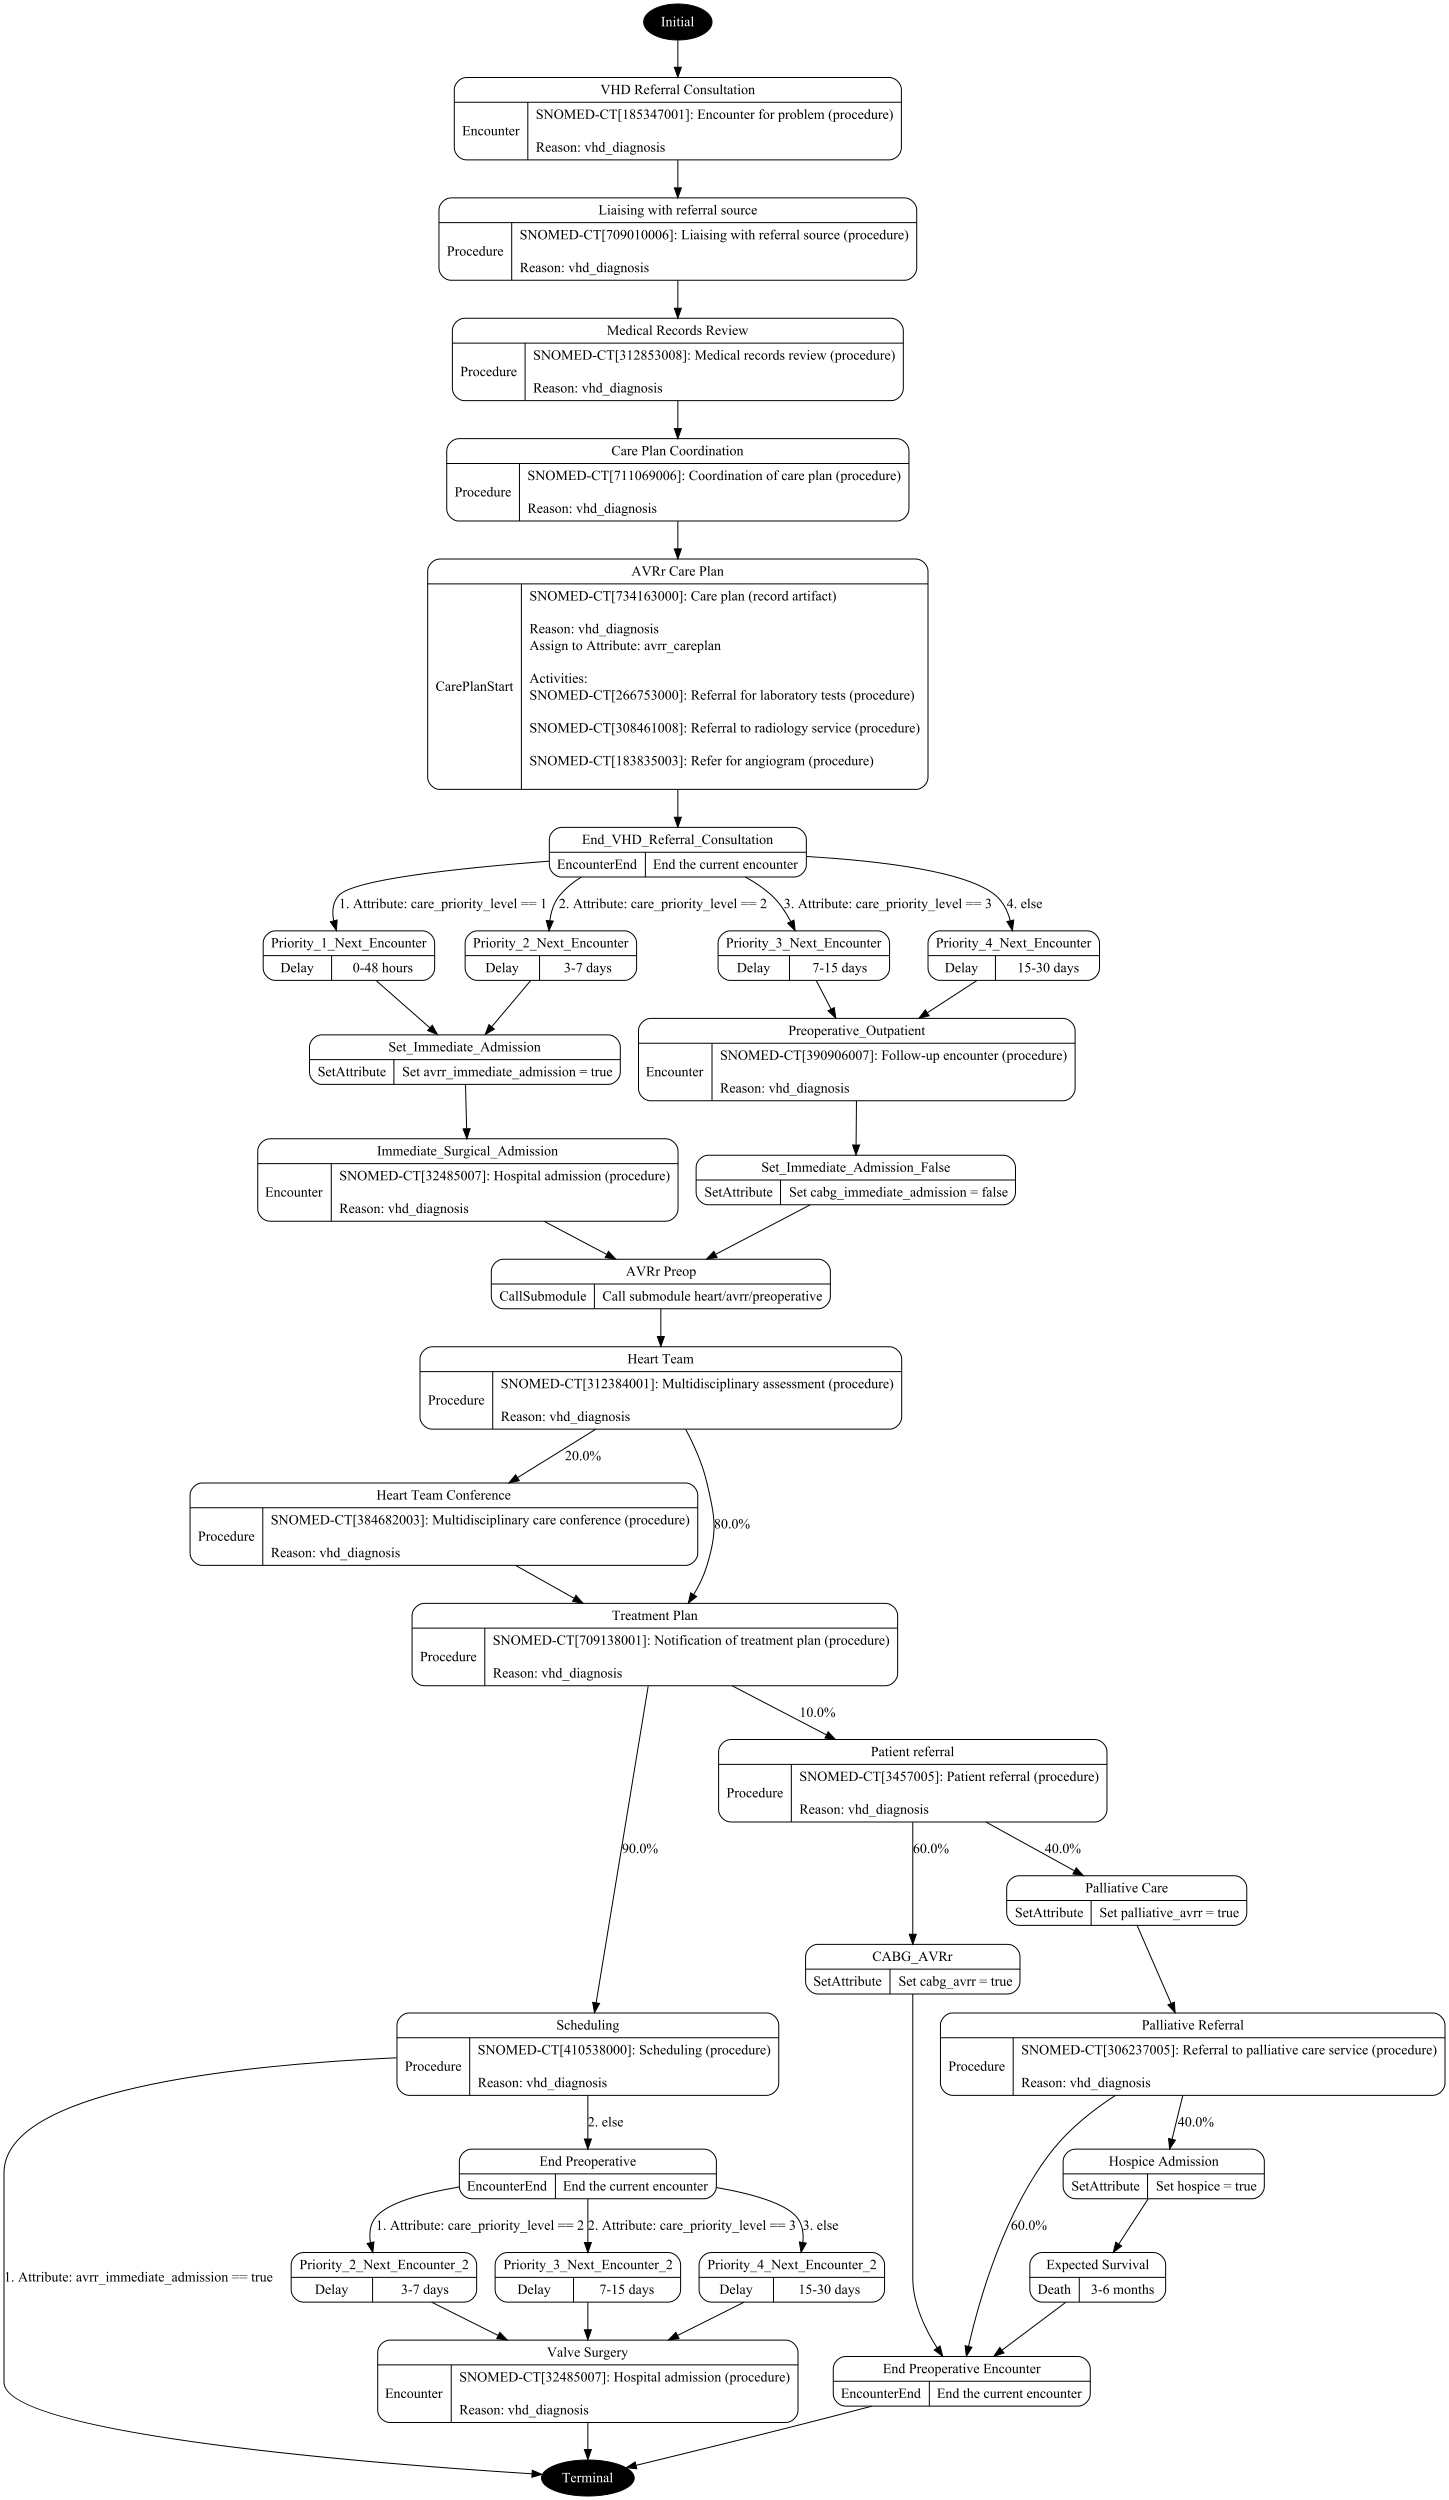 Initial
VHD Referral Consultation
Encounter
SNOMED-CT[185347001]: Encounter for problem (procedure)
Reason: vhd_diagnosis
Liaising with referral source
Procedure
SNOMED-CT[709010006]: Liaising with referral source (procedure)
Reason: vhd_diagnosis
Medical Records Review
Procedure
SNOMED-CT[312853008]: Medical records review (procedure)
Reason: vhd_diagnosis
Care Plan Coordination
Procedure
SNOMED-CT[711069006]: Coordination of care plan (procedure)
Reason: vhd_diagnosis
AVRr Care Plan
CarePlanStart
SNOMED-CT[734163000]: Care plan (record artifact)
Reason: vhd_diagnosis
Assign to Attribute: avrr_careplan
Activities:
SNOMED-CT[266753000]: Referral for laboratory tests (procedure)
SNOMED-CT[308461008]: Referral to radiology service (procedure)
SNOMED-CT[183835003]: Refer for angiogram (procedure)
End_VHD_Referral_Consultation
EncounterEnd
End the current encounter
1. Attribute: care_priority_level == 1
2. Attribute: care_priority_level == 2
3. Attribute: care_priority_level == 3
4. else
Priority_1_Next_Encounter
Delay
0-48 hours
Priority_2_Next_Encounter
Delay
3-7 days
Priority_3_Next_Encounter
Delay
7-15 days
Priority_4_Next_Encounter
Delay
15-30 days
Set_Immediate_Admission
SetAttribute
Set avrr_immediate_admission = true
Preoperative_Outpatient
Encounter
SNOMED-CT[390906007]: Follow-up encounter (procedure)
Reason: vhd_diagnosis
Immediate_Surgical_Admission
Encounter
SNOMED-CT[32485007]: Hospital admission (procedure)
Reason: vhd_diagnosis
Set_Immediate_Admission_False
SetAttribute
Set cabg_immediate_admission = false
AVRr Preop
CallSubmodule
Call submodule heart/avrr/preoperative
Heart Team
Procedure
SNOMED-CT[312384001]: Multidisciplinary assessment (procedure)
Reason: vhd_diagnosis
20.0%
80.0%
Heart Team Conference
Procedure
SNOMED-CT[384682003]: Multidisciplinary care conference (procedure)
Reason: vhd_diagnosis
Treatment Plan
Procedure
SNOMED-CT[709138001]: Notification of treatment plan (procedure)
Reason: vhd_diagnosis
10.0%
90.0%
Patient referral
Procedure
SNOMED-CT[3457005]: Patient referral (procedure)
Reason: vhd_diagnosis
60.0%
40.0%
Palliative Care
SetAttribute
Set palliative_avrr = true
CABG_AVRr
SetAttribute
Set cabg_avrr = true
Scheduling
Procedure
SNOMED-CT[410538000]: Scheduling (procedure)
Reason: vhd_diagnosis
Palliative Referral
Procedure
SNOMED-CT[306237005]: Referral to palliative care service (procedure)
Reason: vhd_diagnosis
2. else
40.0%
End Preoperative
EncounterEnd
End the current encounter
Hospice Admission
SetAttribute
Set hospice = true
1. Attribute: care_priority_level == 2
2. Attribute: care_priority_level == 3
3. else
60.0%
1. Attribute: avrr_immediate_admission == true
Priority_2_Next_Encounter_2
Delay
3-7 days
Priority_3_Next_Encounter_2
Delay
7-15 days
Priority_4_Next_Encounter_2
Delay
15-30 days
Expected Survival
Death
3-6 months
Valve Surgery
Encounter
SNOMED-CT[32485007]: Hospital admission (procedure)
Reason: vhd_diagnosis
End Preoperative Encounter
EncounterEnd
End the current encounter
Terminal